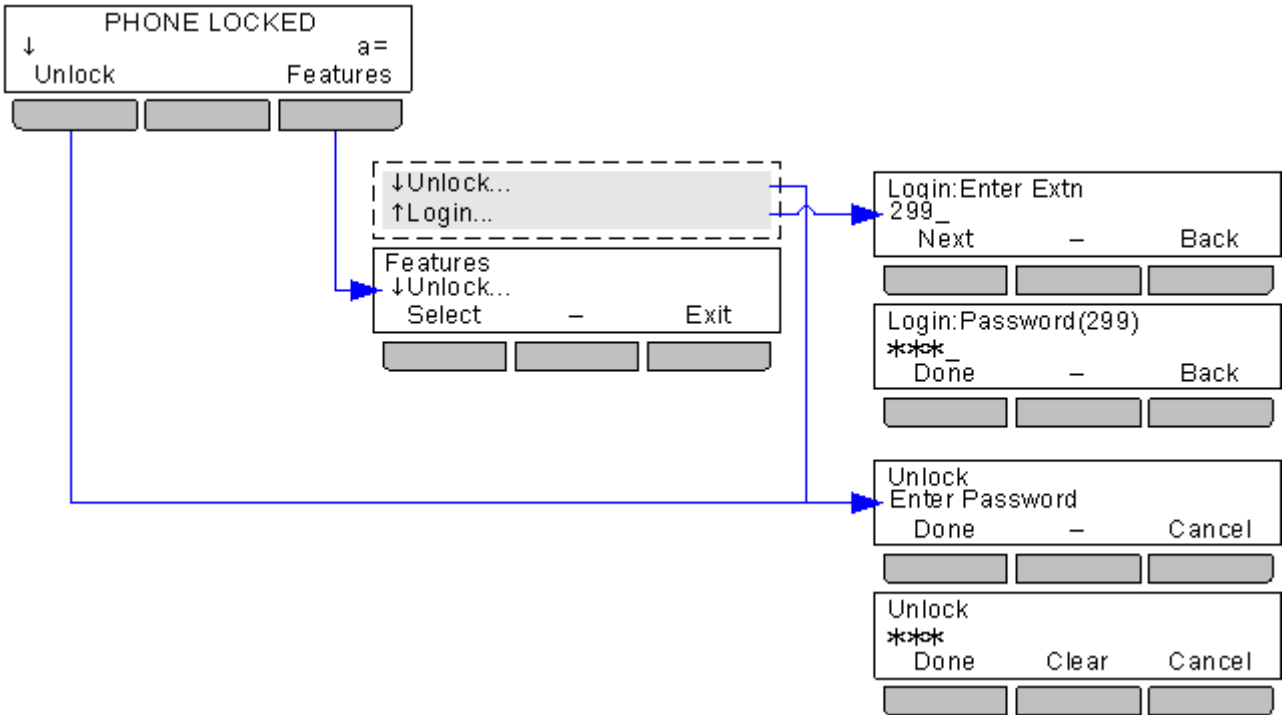 PHONE LOCKED
↓ a=
Unlock Features
↓Unlock...
↑Login...
Features
↓Unlock...
Select – Exit
Login:Enter Extn
299_
Next – Back
Login:Password(299)
***_
Done – Back
Unlock
Enter Password
Done – Cancel
Unlock
***
Done Clear Cancel